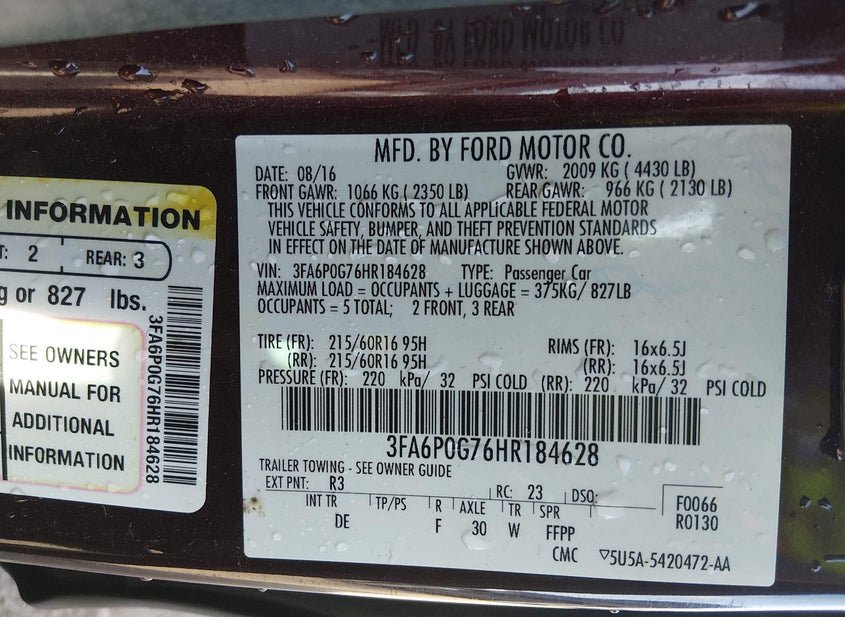 MFD. BY FORD MOTOR CO
MFD. BY FORD MOTOR CO.
DATE: 08/16 GVWR: 2009 KG ( 4430 LB)
FRONT GAWR: 1066 KG ( 2350 LB) REAR GAWR: 966 KG ( 2130 LB)
THIS VEHICLE CONFORMS TO ALL APPLICABLE FEDERAL MOTOR
VEHICLE SAFETY, BUMPER, AND THEFT PREVENTION STANDARDS
IN EFFECT ON THE DATE OF MANUFACTURE SHOWN ABOVE.
VIN: 3FA6P0G76HR184628 TYPE: Passenger Car
MAXIMUM LOAD = OCCUPANTS + LUGGAGE = 375KG/ 827LB
OCCUPANTS = 5 TOTAL; 2 FRONT, 3 REAR
TIRE (FR): 215/60R16 95H RIMS (FR): 16x6.5J
(RR): 215/60R16 95H (RR): 16x6.5J
PRESSURE (FR): 220 kPa/ 32 PSI COLD (RR): 220 kPa/ 32 PSI COLD
3FA6P0G76HR184628
TRAILER TOWING - SEE OWNER GUIDE
EXT PNT: R3 RC: 23 DSO: F0066
INT TR TP/PS R AXLE TR SPR R0130
DE F 30 W FFPP
CMC ▽5U5A-5420472-AA
INFORMATION
T: 2 REAR: 3
g or 827 lbs.
SEE OWNERS
MANUAL FOR
ADDITIONAL
INFORMATION
3FA6P0G76HR184628